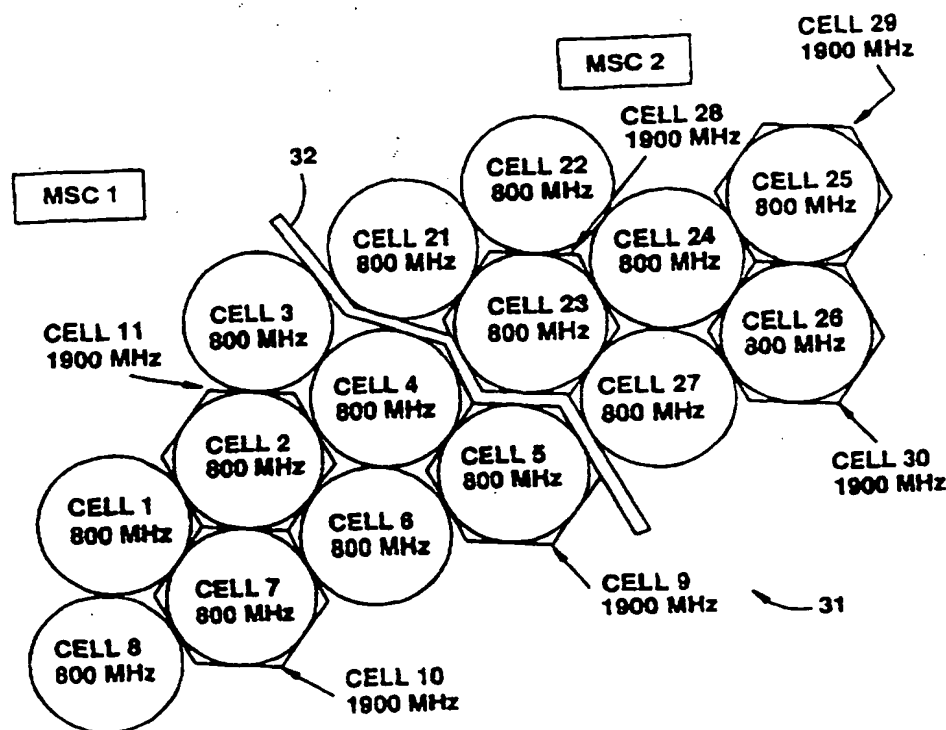 CELL 29
1900 MHz
MSC 2
CELL 28
1900 MHz
32
MSC 1
CELL 22
800 MHz
CELL 25
800 MHz
CELL 21
800 MHz
CELL 24
800 MHz
CELL 3
800 MHz
CELL 23
800 MHz
CELL 26
800 MHz
CELL 11
1900 MHz
CELL 4
800 MHz
CELL 27
800 MHz
CELL 2
800 MHz
CELL 5
800 MHz
CELL 30
1900 MHz
CELL 1
800 MHz
CELL 6
800 MHz
CELL 7
800 MHz
CELL 9
1900 MHz
31
CELL 8
800 MHz
CELL 10
1900 MHz